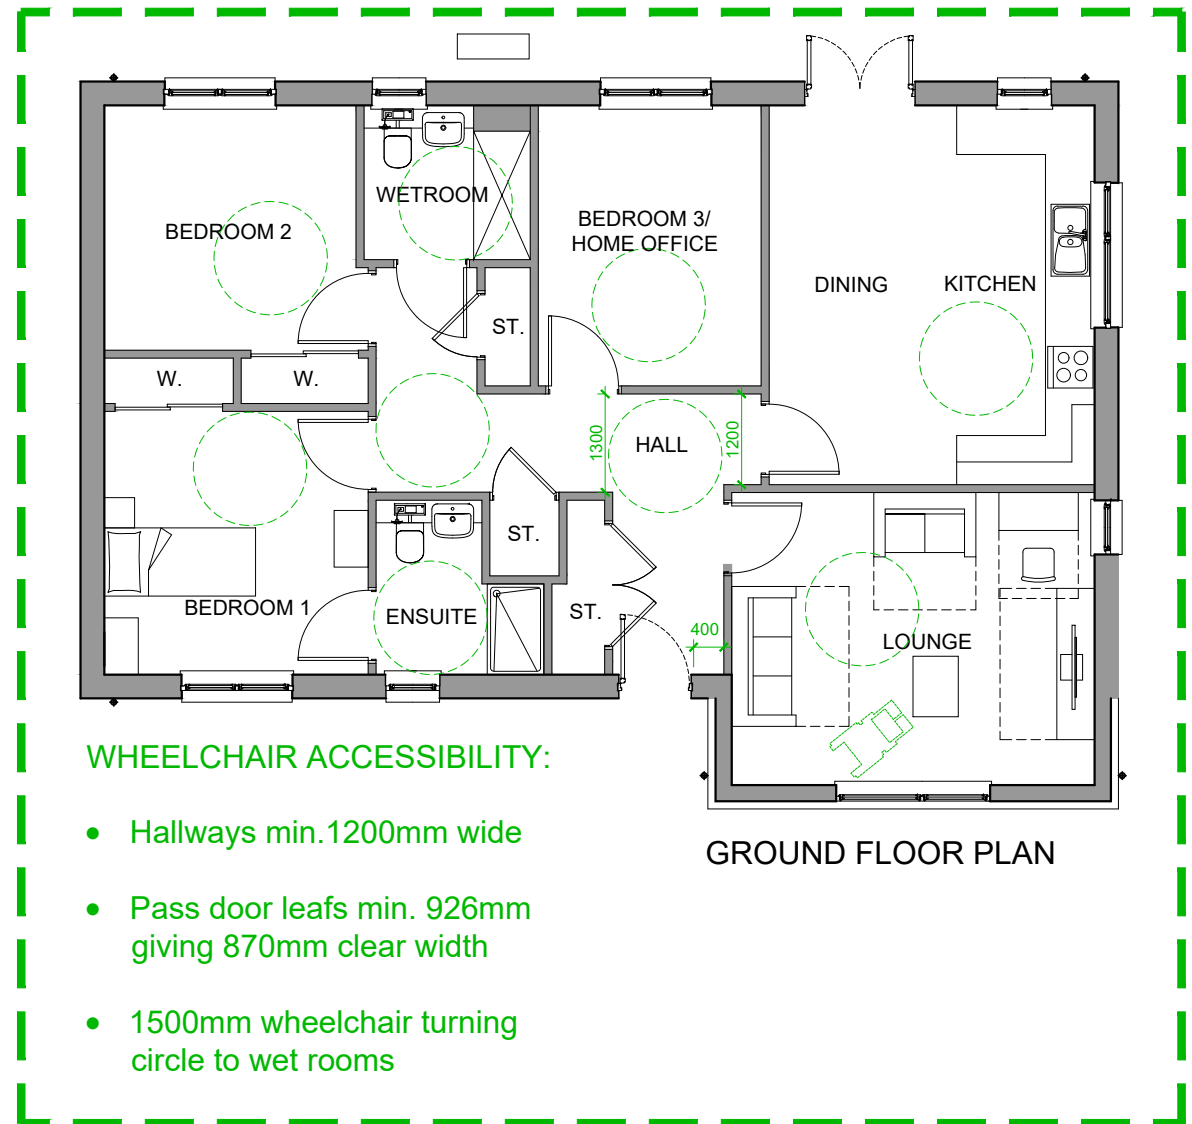 WETROOM
BEDROOM 2
BEDROOM 3/
HOME OFFICE
DINING
KITCHEN
ST.
W.
W.
1300
HALL
1200
ST.
ST.
BEDROOM 1
ENSUITE
400
LOUNGE
WHEELCHAIR ACCESSIBILITY:
• Hallways min.1200mm wide
• Pass door leafs min. 926mm
giving 870mm clear width
• 1500mm wheelchair turning
circle to wet rooms
GROUND FLOOR PLAN